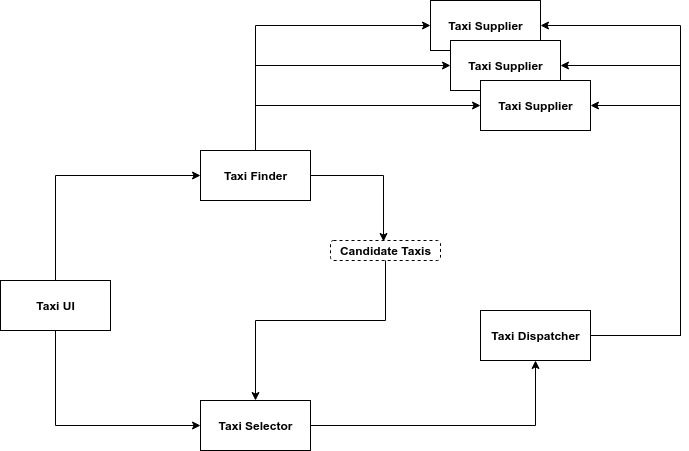 Taxi Supplier
Taxi Supplier
Taxi Supplier
Taxi Finder
Candidate Taxis
Taxi UI
Taxi Dispatcher
Taxi Selector